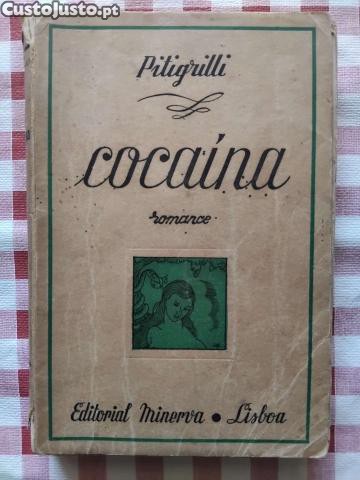 CustoJusto.pt
Pitigrilli
cocaína
romance
Editorial Minerva • Lisboa